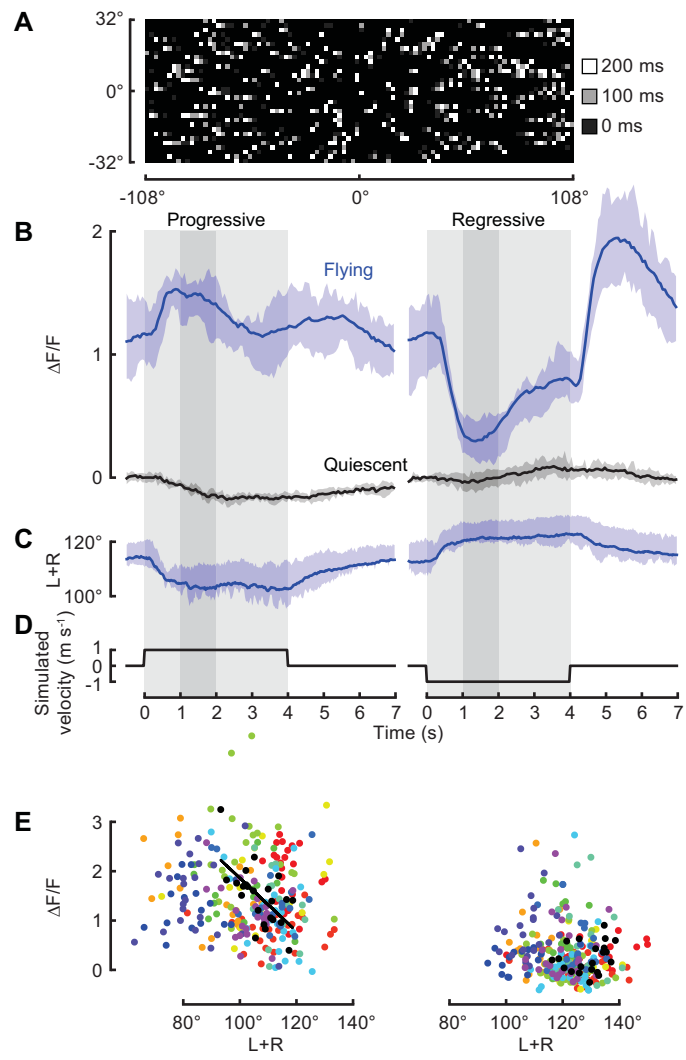 A
32°
0°
-32°
-108°
0°
108°
200 ms
100 ms
0 ms
Progressive
Regressive
B
2
1
0
ΔF/F
Flying
Quiescent
C
120°
100°
L+R
D
1
0
-1
Simulated
velocity (m s-1)
0 1 2 3 4 5 6 7
0 1 2 3 4 5 6 7
Time (s)
E
3
2
1
0
ΔF/F
80° 100° 120° 140°
80° 100° 120° 140°
L+R
L+R